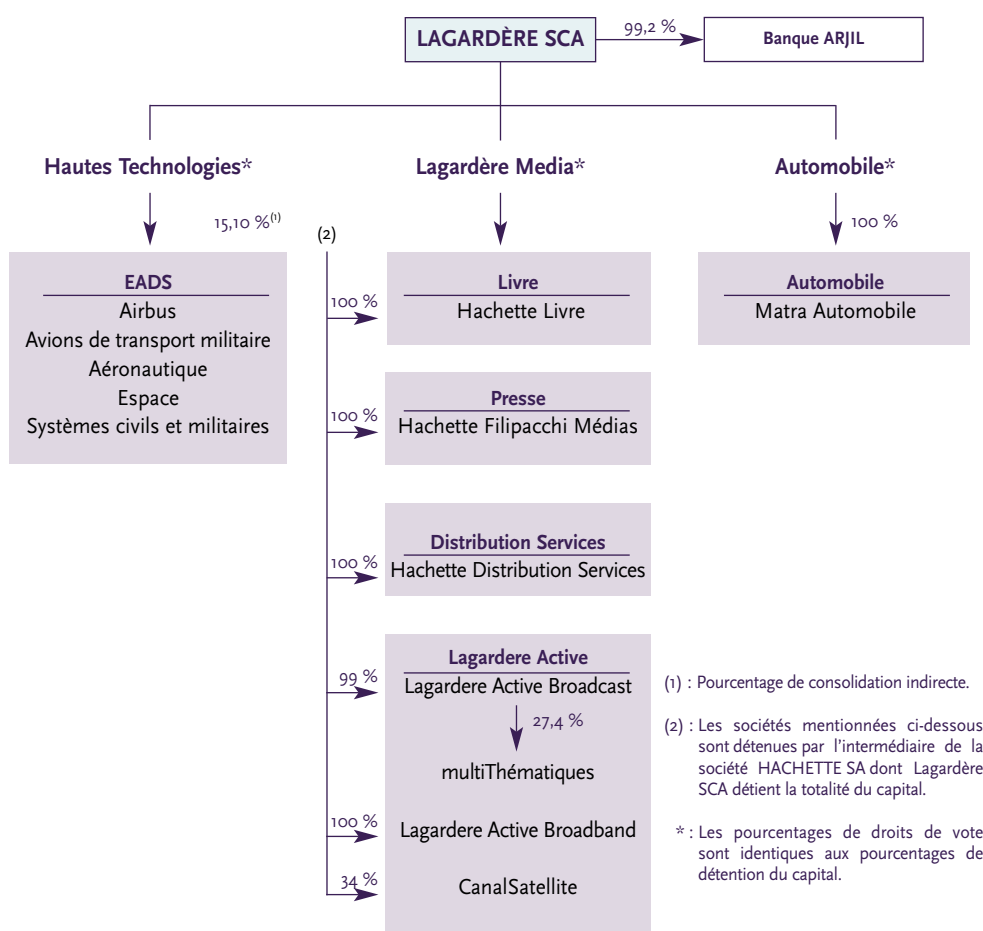 LAGARDÈRE SCA
99,2 %
Banque ARJIL
Hautes Technologies*
Lagardère Media*
Automobile*
15,10 %(1)
(2)
100 %
EADS
Airbus
Avions de transport militaire
Aéronautique
Espace
Systèmes civils et militaires
100 %
Livre
Hachette Livre
Automobile
Matra Automobile
100 %
Presse
Hachette Filipacchi Médias
100 %
Distribution Services
Hachette Distribution Services
99 %
Lagardere Active
Lagardere Active Broadcast
27,4 %
multiThématiques
100 %
Lagardere Active Broadband
34 %
CanalSatellite
(1) : Pourcentage de consolidation indirecte.
(2) : Les sociétés mentionnées ci-dessous
sont détenues par l'intermédiaire de la
société HACHETTE SA dont Lagardère
SCA détient la totalité du capital.
* : Les pourcentages de droits de vote
sont identiques aux pourcentages de
détention du capital.